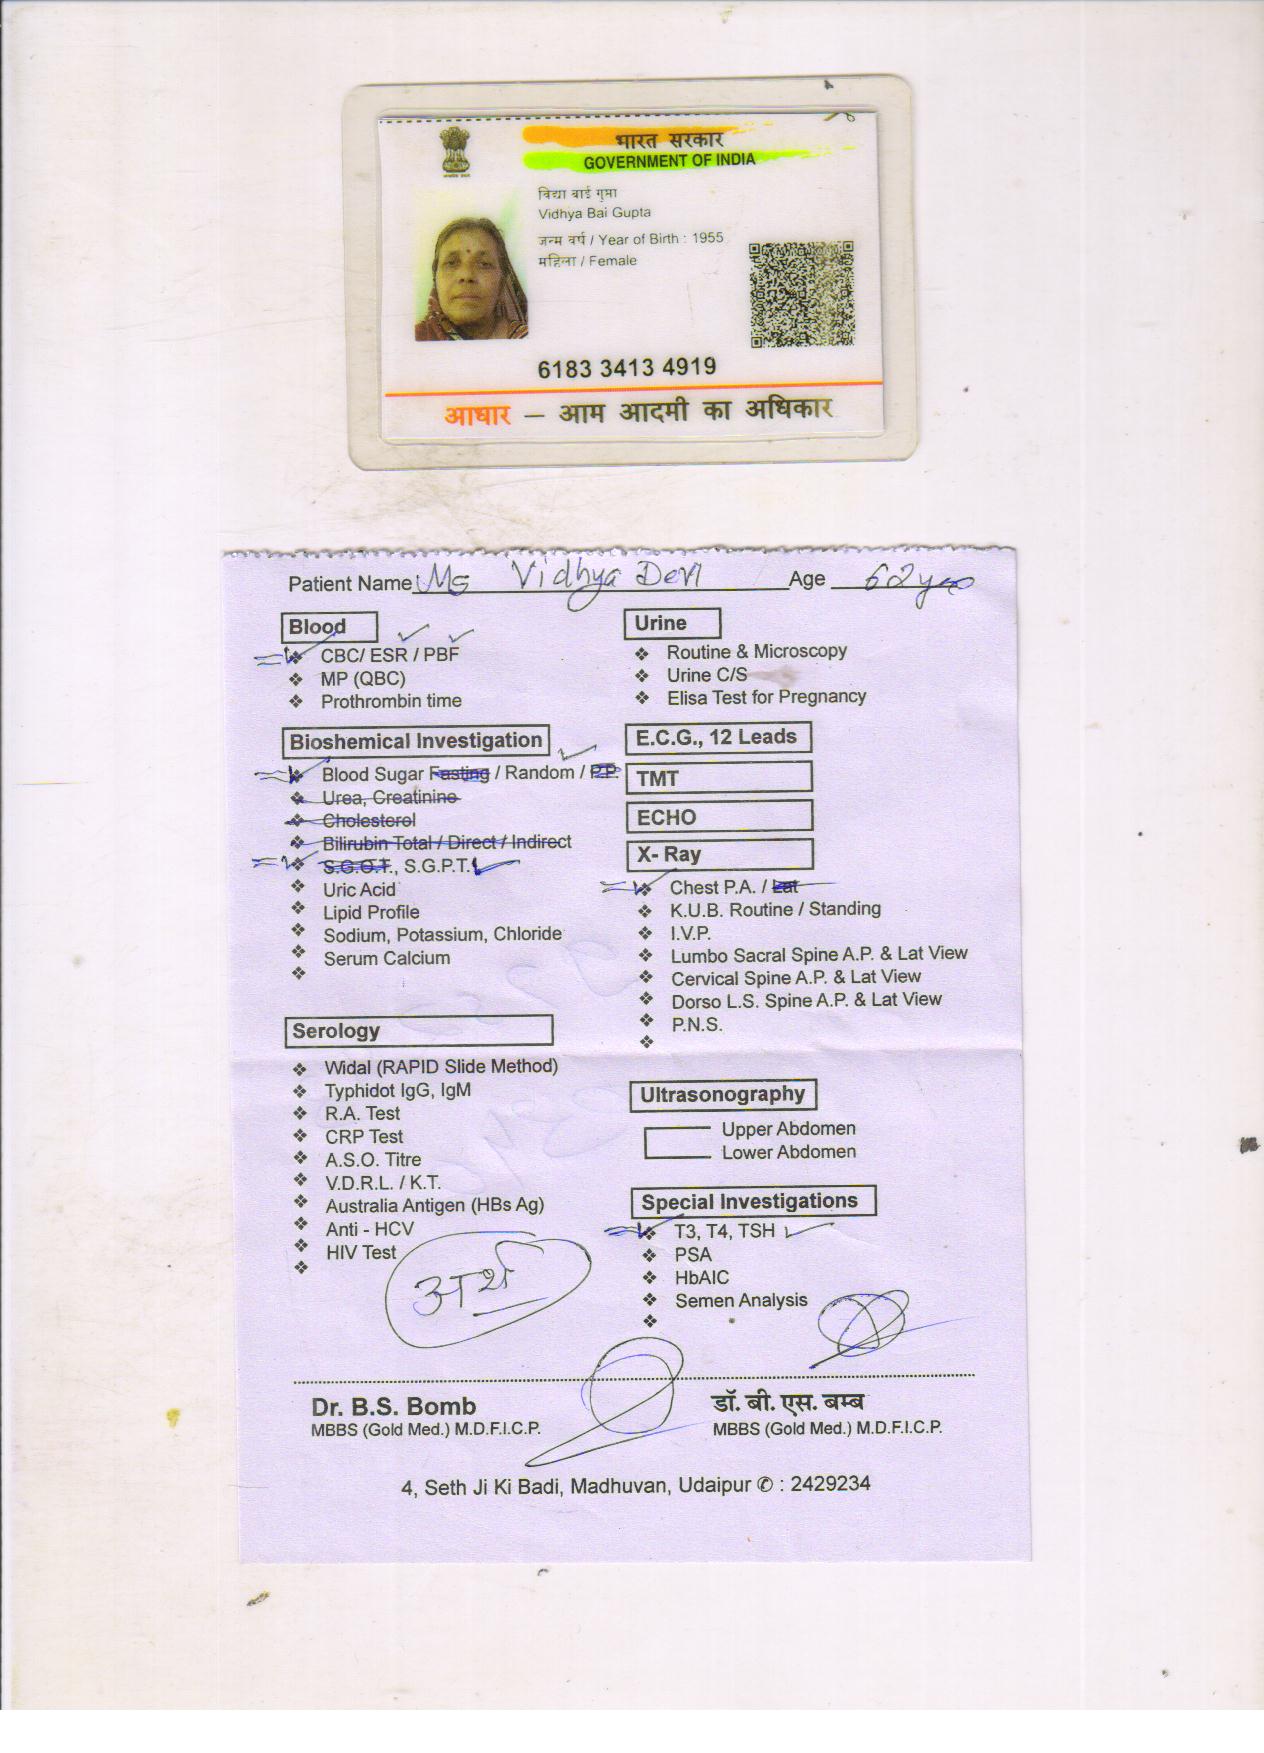 भारत सरकार
GOVERNMENT OF INDIA
विद्या बाई गुप्ता
Vidhya Bai Gupta
जन्म वर्ष / Year of Birth : 1955
महिला / Female
6183 3413 4919
आधार – आम आदमी का अधिकार
Patient Name Ms Vidhya Devi Age 62 yrs
Blood
CBC/ ESR / PBF
MP (QBC)
Prothrombin time
Bioshemical Investigation
Blood Sugar Fasting / Random / P.P.
Urea, Creatinine
Cholesterol
Bilirubin Total / Direct / Indirect
S.G.O.T., S.G.P.T.
Uric Acid
Lipid Profile
Sodium, Potassium, Chloride
Serum Calcium
Serology
Widal (RAPID Slide Method)
Typhidot IgG, IgM
R.A. Test
CRP Test
A.S.O. Titre
V.D.R.L. / K.T.
Australia Antigen (HBs Ag)
Anti - HCV
HIV Test
Urine
Routine & Microscopy
Urine C/S
Elisa Test for Pregnancy
E.C.G., 12 Leads
TMT
ECHO
X- Ray
Chest P.A. / Lat
K.U.B. Routine / Standing
I.V.P.
Lumbo Sacral Spine A.P. & Lat View
Cervical Spine A.P. & Lat View
Dorso L.S. Spine A.P. & Lat View
P.N.S.
Ultrasonography
Upper Abdomen
Lower Abdomen
Special Investigations
T3, T4, TSH
PSA
HbAIC
Semen Analysis
Dr. B.S. Bomb
MBBS (Gold Med.) M.D.F.I.C.P.
डॉ. बी. एस. बम्ब
MBBS (Gold Med.) M.D.F.I.C.P.
4, Seth Ji Ki Badi, Madhuvan, Udaipur ✆ : 2429234